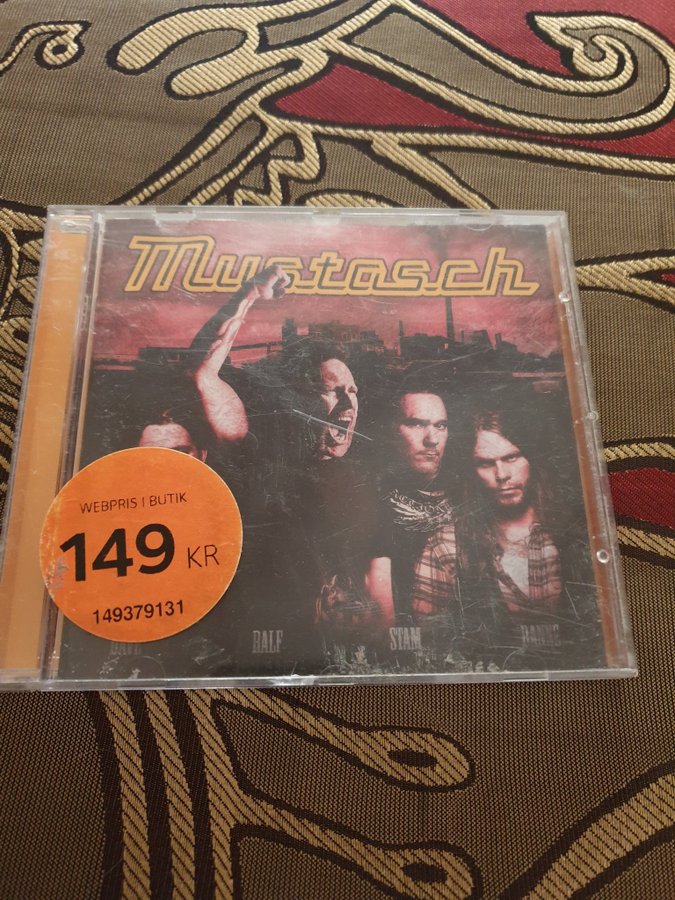 Mustasch
WEBPRIS I BUTIK
149 KR
149379131
RALF
STAM